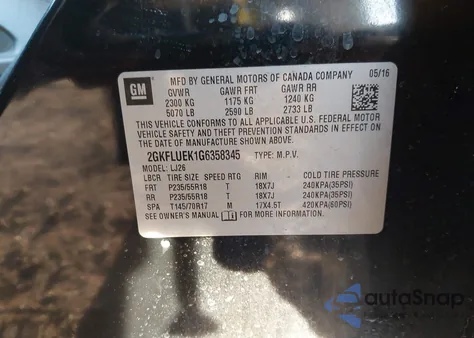 GM
MFD BY GENERAL MOTORS OF CANADA COMPANY 05/16
GVWR GAWR FRT GAWR RR
2300 KG 1175 KG 1240 KG
5070 LB 2590 LB 2733 LB
THIS VEHICLE CONFORMS TO ALL APPLICABLE U.S. FEDERAL MOTOR
VEHICLE SAFETY AND THEFT PREVENTION STANDARDS IN EFFECT ON
THE DATE OF MANUFACTURE SHOWN ABOVE.
2GKFLUEK1G6358345 TYPE: M.P.V.
MODEL: LJ26
LBCR TIRE SIZE SPEED RTG RIM COLD TIRE PRESSURE
FRT P235/55R18 T 18X7J 240KPA(35PSI)
RR P235/55R18 T 18X7J 240KPA(35PSI)
SPA T145/70R17 M 17X4.5T 420KPA(60PSI)
SEE OWNER'S MANUAL FOR MORE INFORMATION.
autoSnap